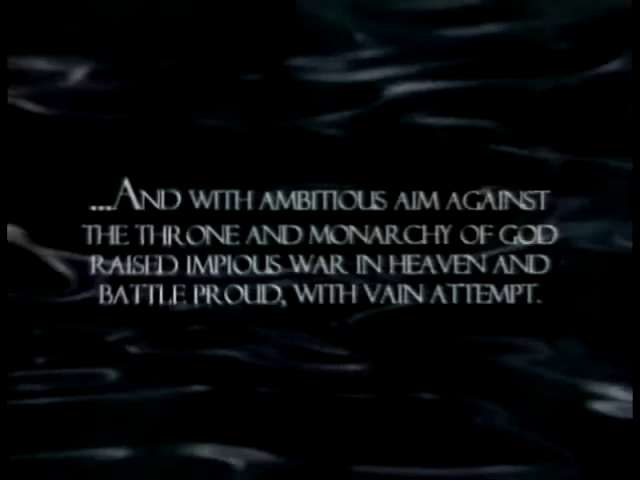 ...And with ambitious aim against
the throne and monarchy of God
raised impious war in heaven and
battle proud, with vain attempt.